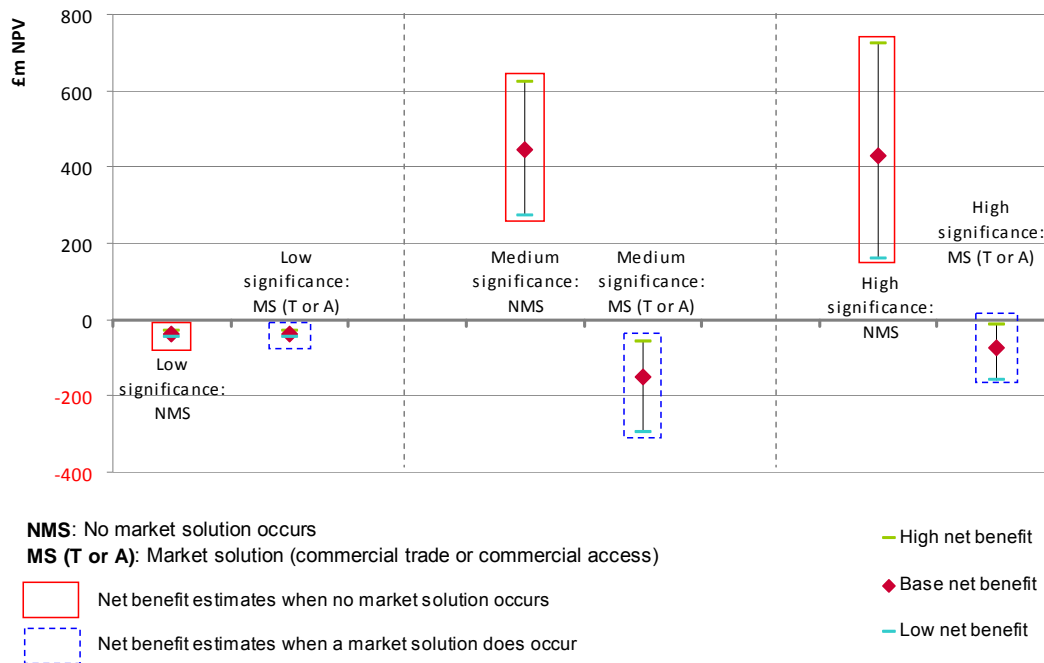 £m NPV
800
600
400
200
0
-200
-400
Low
significance:
NMS
Low
significance:
MS (T or A)
Medium
significance:
NMS
Medium
significance:
MS (T or A)
High
significance:
NMS
High
significance:
MS (T or A)
NMS: No market solution occurs
MS (T or A): Market solution (commercial trade or commercial access)
Net benefit estimates when no market solution occurs
Net benefit estimates when a market solution does occur
High net benefit
Base net benefit
Low net benefit